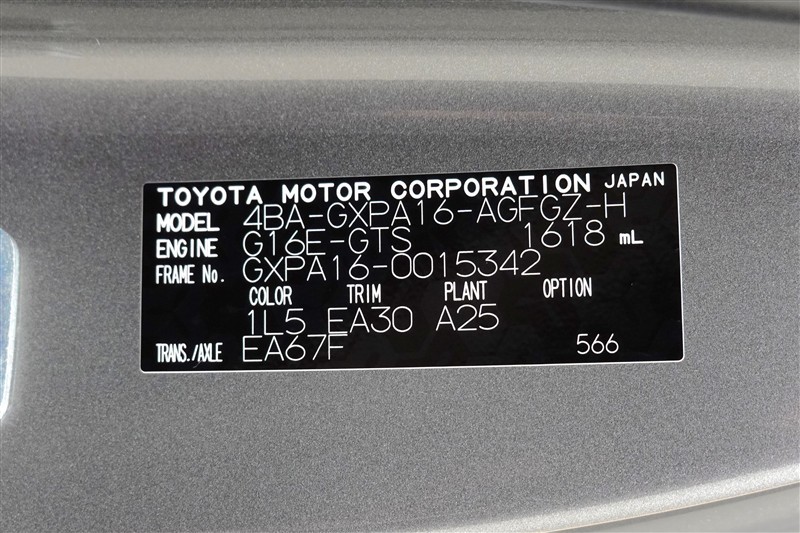 TOYOTA MOTOR CORPORATION JAPAN
MODEL 4BA-GXPA16-AGFGZ-H
ENGINE G16E-GTS 1618 mL
FRAME No. GXPA16-0015342
COLOR TRIM PLANT OPTION
1L5 EA30 A25
TRANS./AXLE EA67F 566